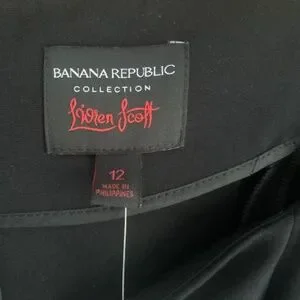 BANANA REPUBLIC
COLLECTION
L'Wren Scott
12
MADE IN
PHILIPPINES